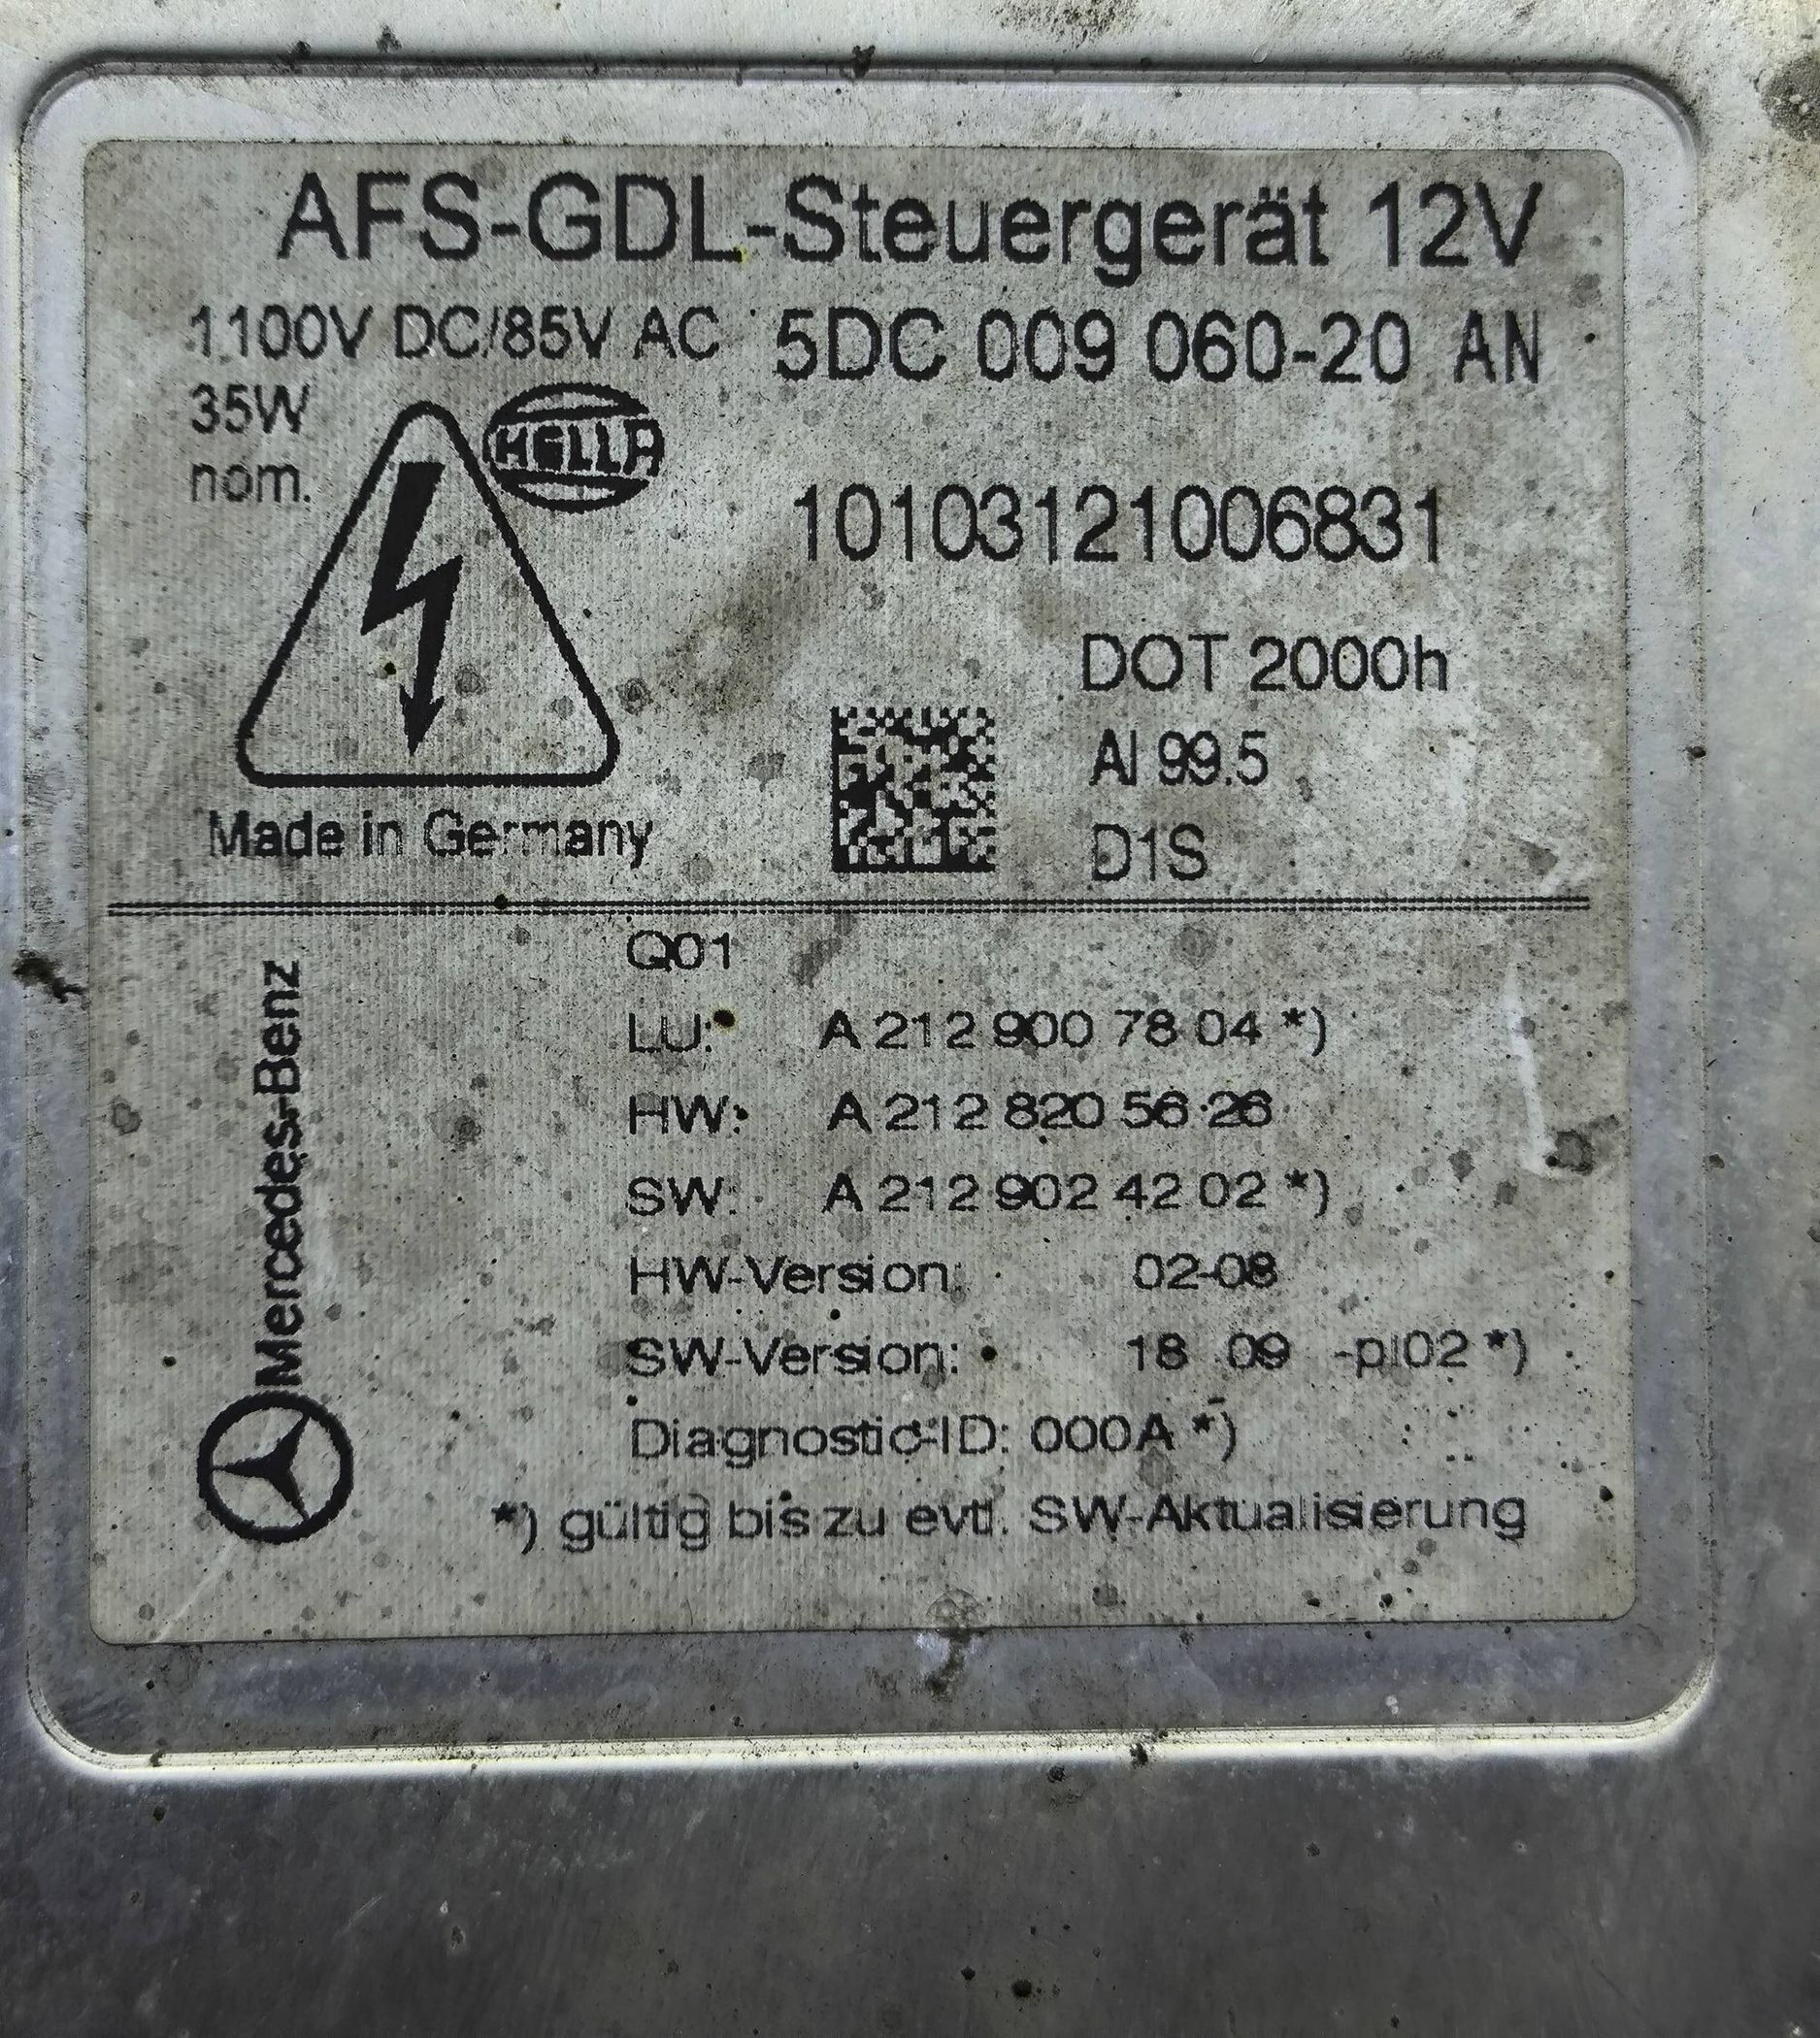 AFS-GDL-Steuergerät 12V
1100V DC/85V AC 5DC 009 060-20 AN
35W
nom.
HELLA
10103121006831
DOT 2000h
Al 99.5
D1S
Made in Germany
Mercedes-Benz
Q01
LU: A 212 900 78 04 *)
HW: A 212 820 56 26
SW: A 212 902 42 02 *)
HW-Version: 02-08
SW-Version: 18 09 -pl02 *)
Diagnostic-ID: 000A *)
*) gültig bis zu evtl. SW-Aktualisierung